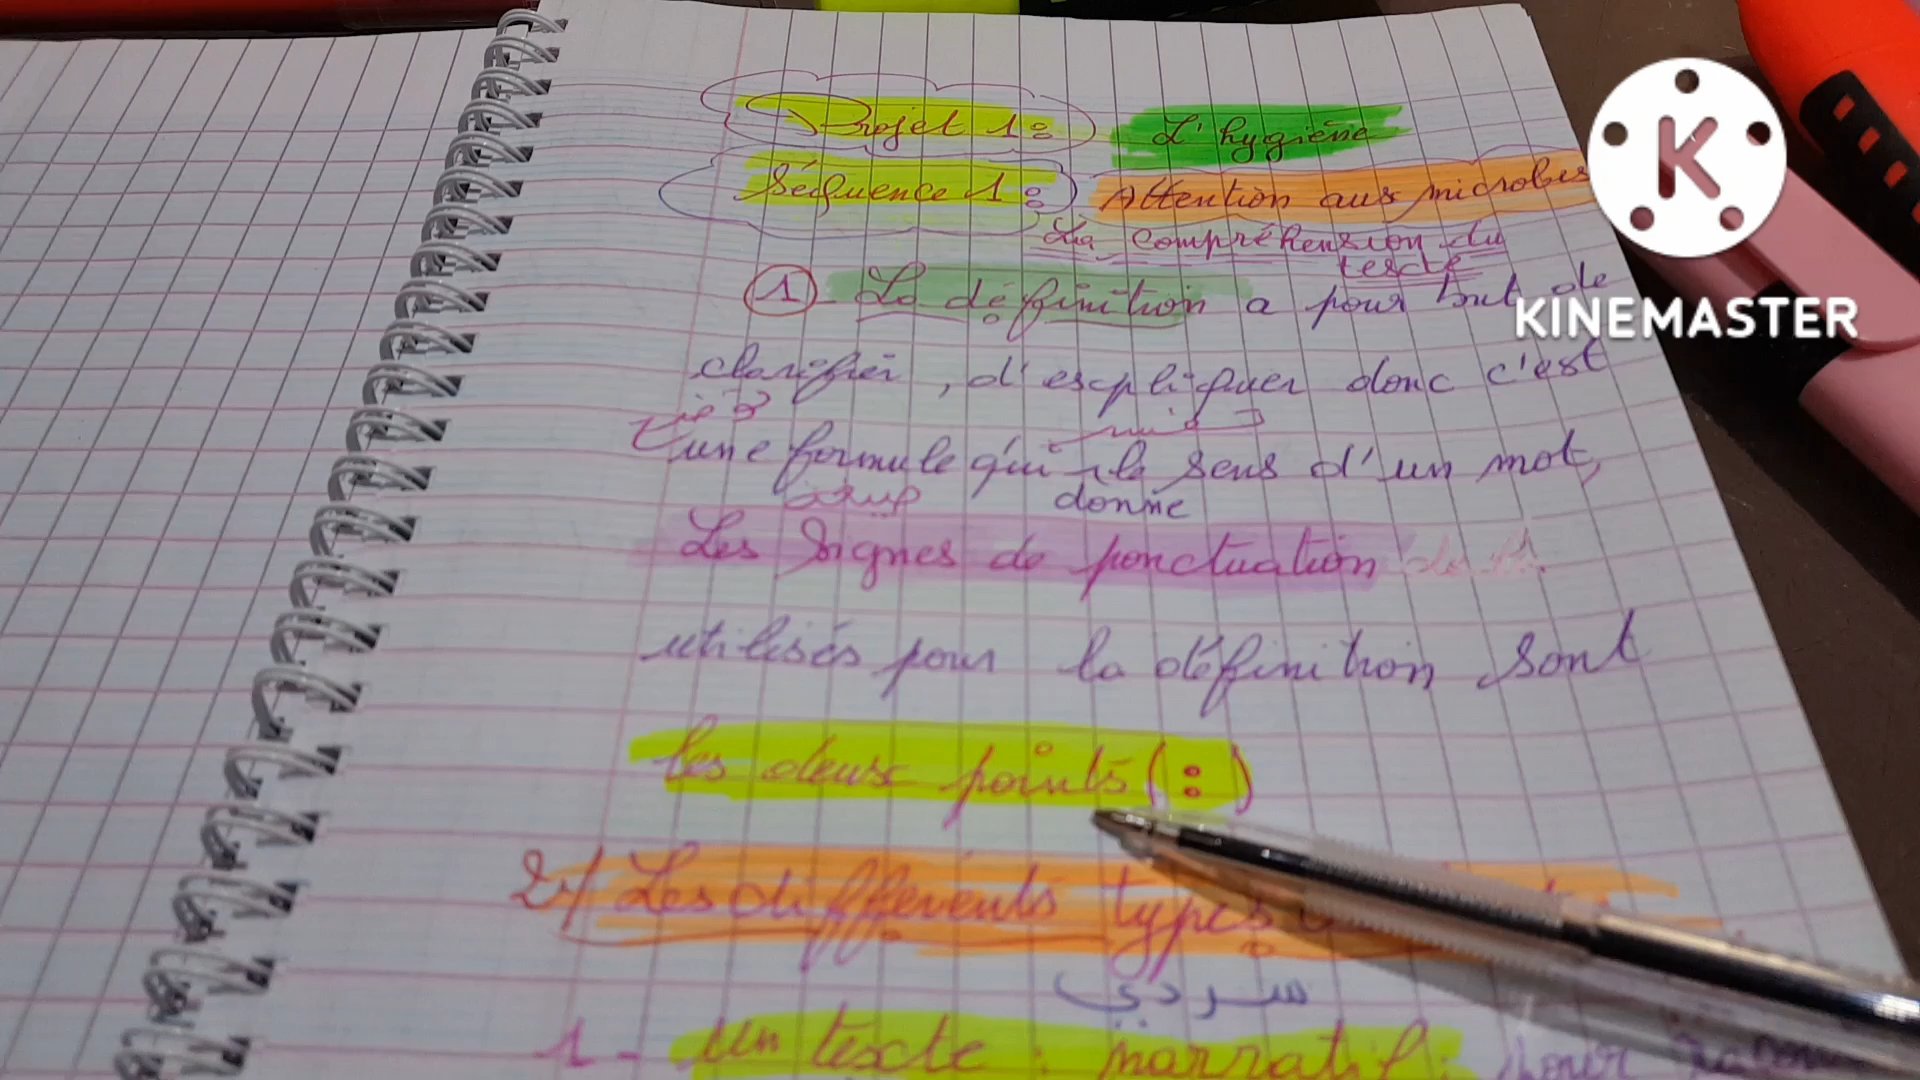 Projet 1: L'hygiène
Séquence 1: Attention aux microbes
La compréhension du
texte
1 - La définition a pour but de
clarifier, d'expliquer donc c'est
une formule qui la sens d'un mot,
donne
Les signes de ponctuation
utilisés pour la définition sont
les deux points (:)
2/ Les différents types
سردي
1 - Un texte : narratif :
K
KINEMASTER